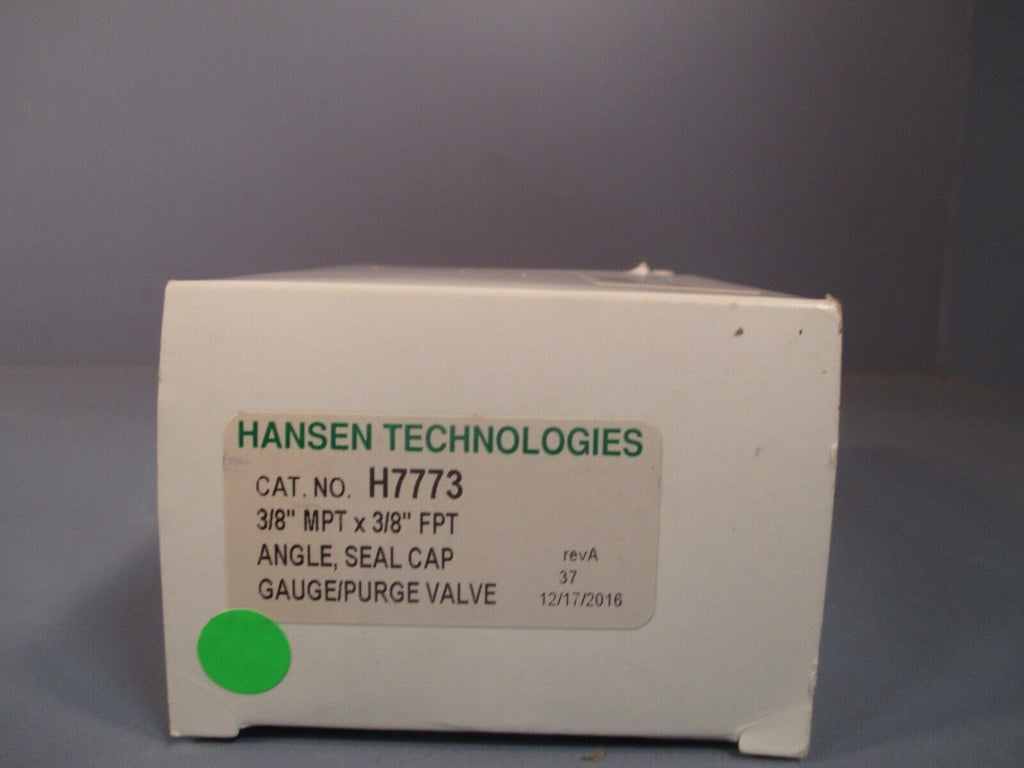 HANSEN TECHNOLOGIES
CAT. NO. H7773
3/8" MPT x 3/8" FPT
ANGLE, SEAL CAP revA
37
GAUGE/PURGE VALVE 12/17/2016